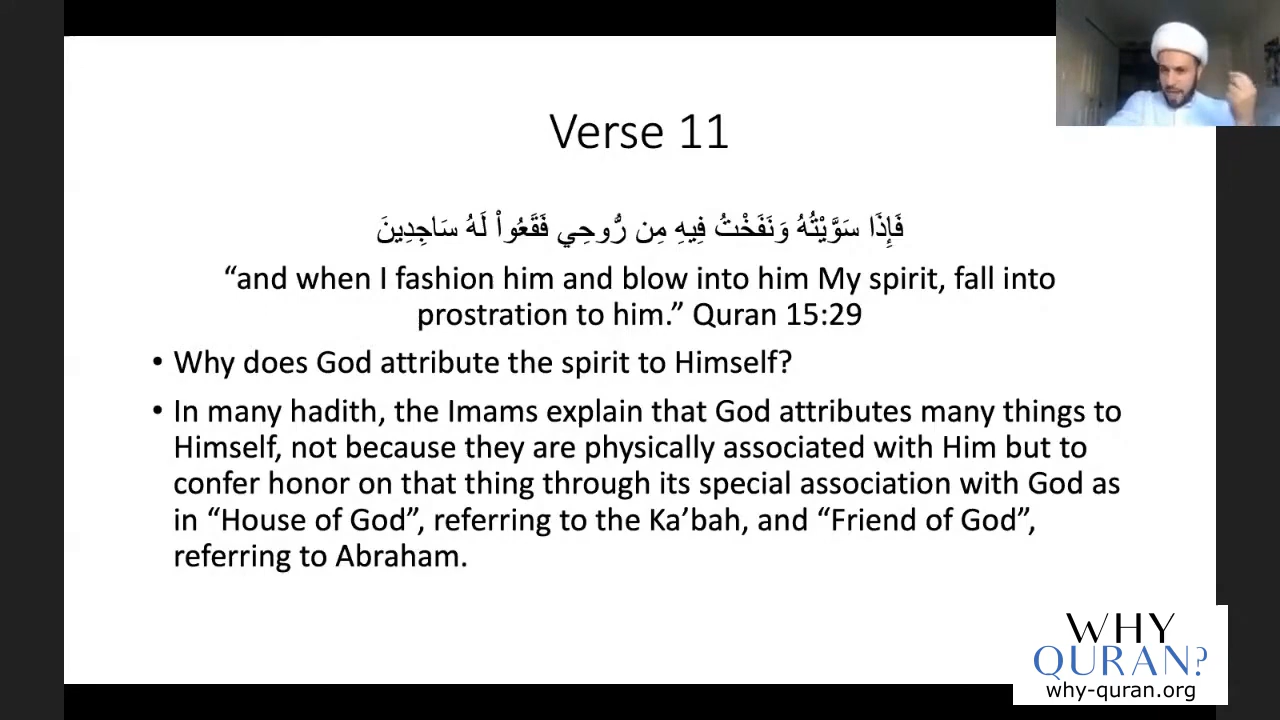 Verse 11
فَإِذَا سَوَّيْتُهُ وَنَفَخْتُ فِيهِ مِن رُّوحِي فَقَعُواْ لَهُ سَاجِدِينَ
“and when I fashion him and blow into him My spirit, fall into
prostration to him.” Quran 15:29
• Why does God attribute the spirit to Himself?
• In many hadith, the Imams explain that God attributes many things to
Himself, not because they are physically associated with Him but to
confer honor on that thing through its special association with God as
in “House of God”, referring to the Ka’bah, and “Friend of God”,
referring to Abraham.
WHY
QURAN?
why-quran.org